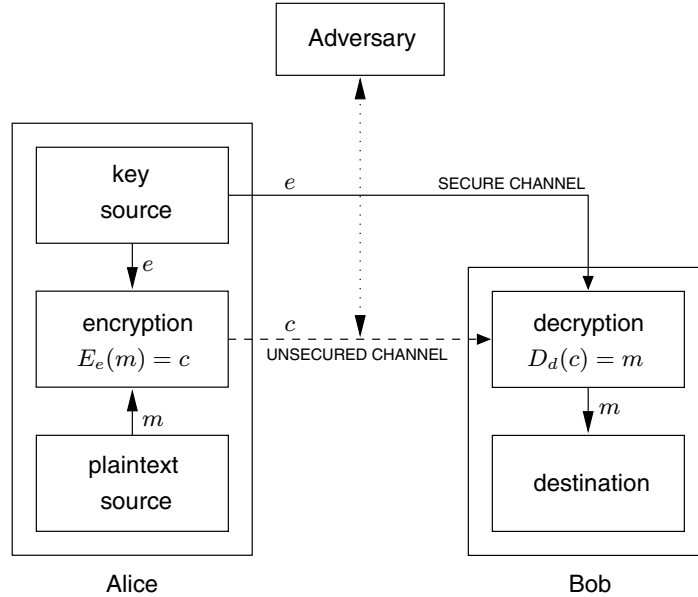 Adversary
key
source
e
SECURE CHANNEL
e
encryption
E_e(m) = c
c
UNSECURED CHANNEL
decryption
D_d(c) = m
m
m
plaintext
source
destination
Alice
Bob